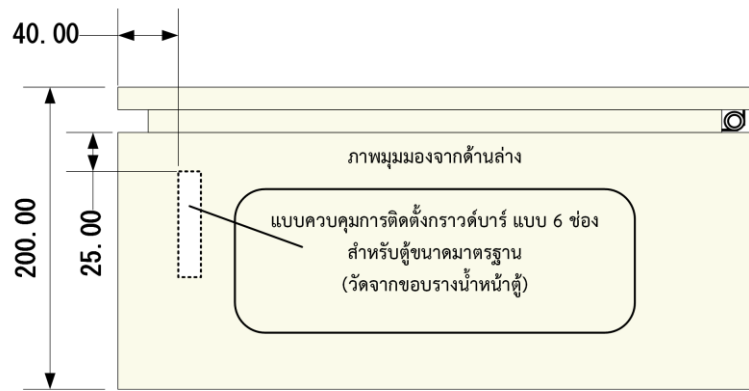 40.00
ภาพมุมมองจากด้านล่าง
แบบควบคุมการติดตั้งกราวด์บาร์ แบบ 6 ช่อง
สำหรับตู้ขนาดมาตรฐาน
(วัดจากขอบรางน้ำหน้าตู้)
200.00
25.00